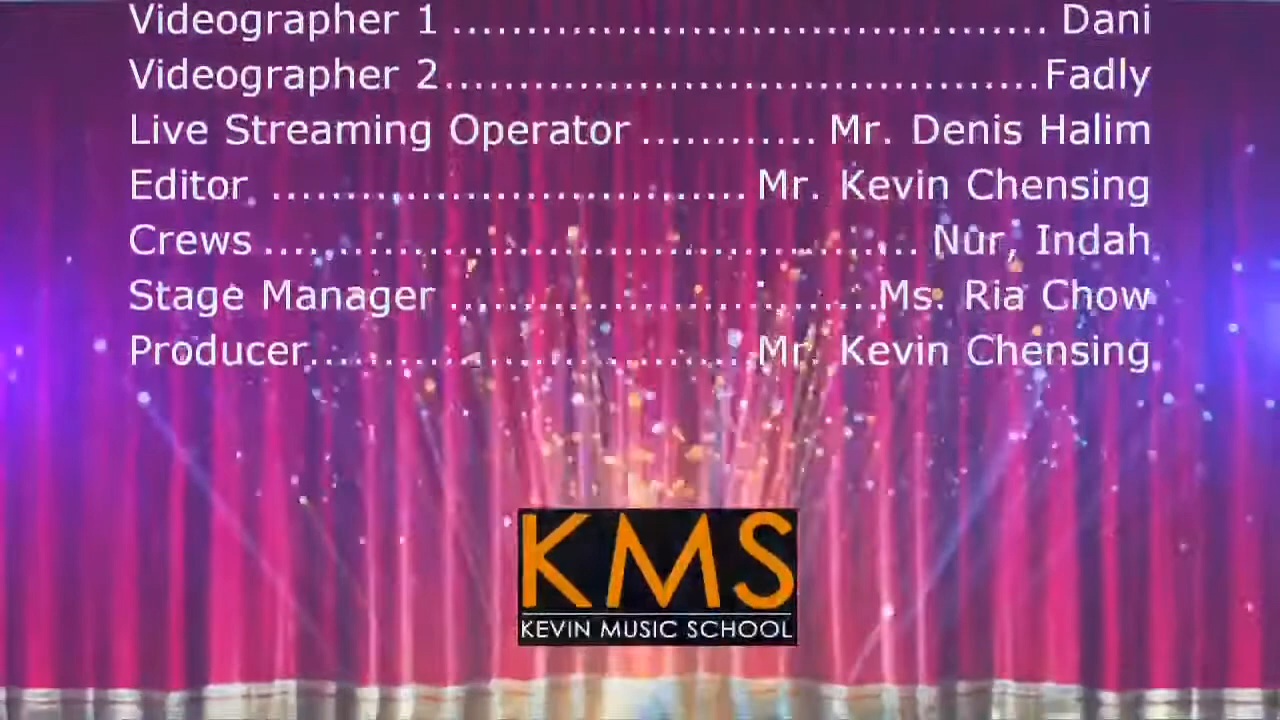 Videographer 1 .................................... Dani
Videographer 2....................................Fadly
Live Streaming Operator ............ Mr. Denis Halim
Editor ............................. Mr. Kevin Chensing
Crews ........................................ Nur, Indah
Stage Manager ..........................Ms. Ria Chow
Producer.......................... Mr. Kevin Chensing
KMS
KEVIN MUSIC SCHOOL